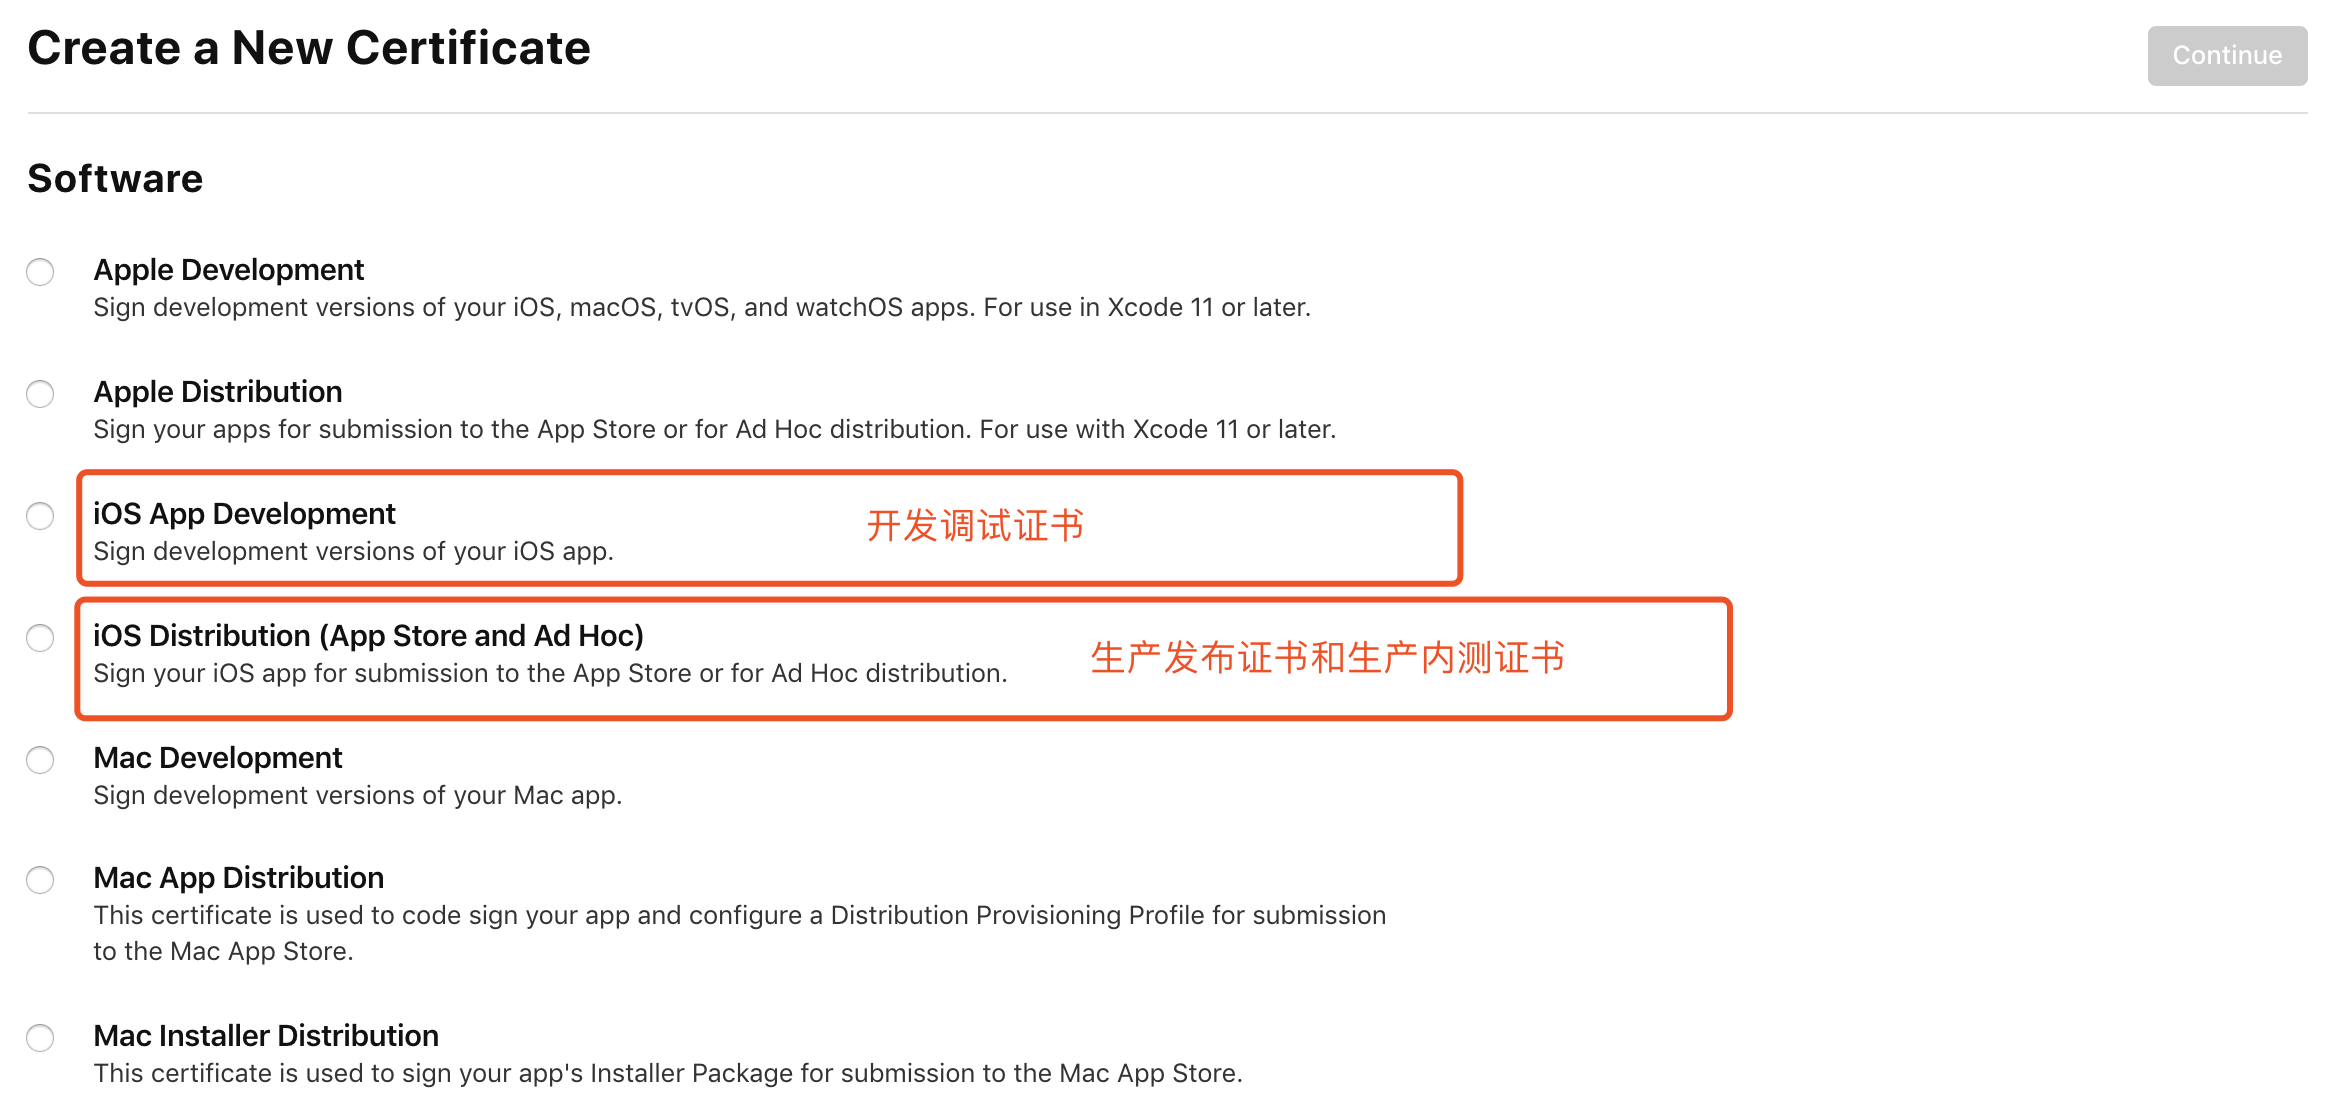 Create a New Certificate
Continue
Software
Apple Development
Sign development versions of your iOS, macOS, tvOS, and watchOS apps. For use in Xcode 11 or later.
Apple Distribution
Sign your apps for submission to the App Store or for Ad Hoc distribution. For use with Xcode 11 or later.
iOS App Development
开发调试证书
Sign development versions of your iOS app.
iOS Distribution (App Store and Ad Hoc)
生产发布证书和生产内测证书
Sign your iOS app for submission to the App Store or for Ad Hoc distribution.
Mac Development
Sign development versions of your Mac app.
Mac App Distribution
This certificate is used to code sign your app and configure a Distribution Provisioning Profile for submission
to the Mac App Store.
Mac Installer Distribution
This certificate is used to sign your app's Installer Package for submission to the Mac App Store.